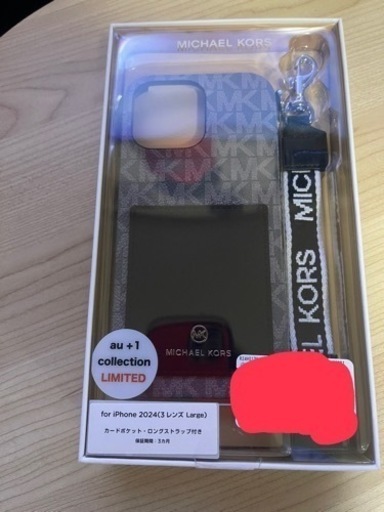 MICHAEL KORS
MK
MICHAEL KORS
MIC
KORS
au + 1
collection
LIMITED
for iPhone 2024(3レンズ Large)
カードポケット・ロングストラップ付き
保証期間:3カ月